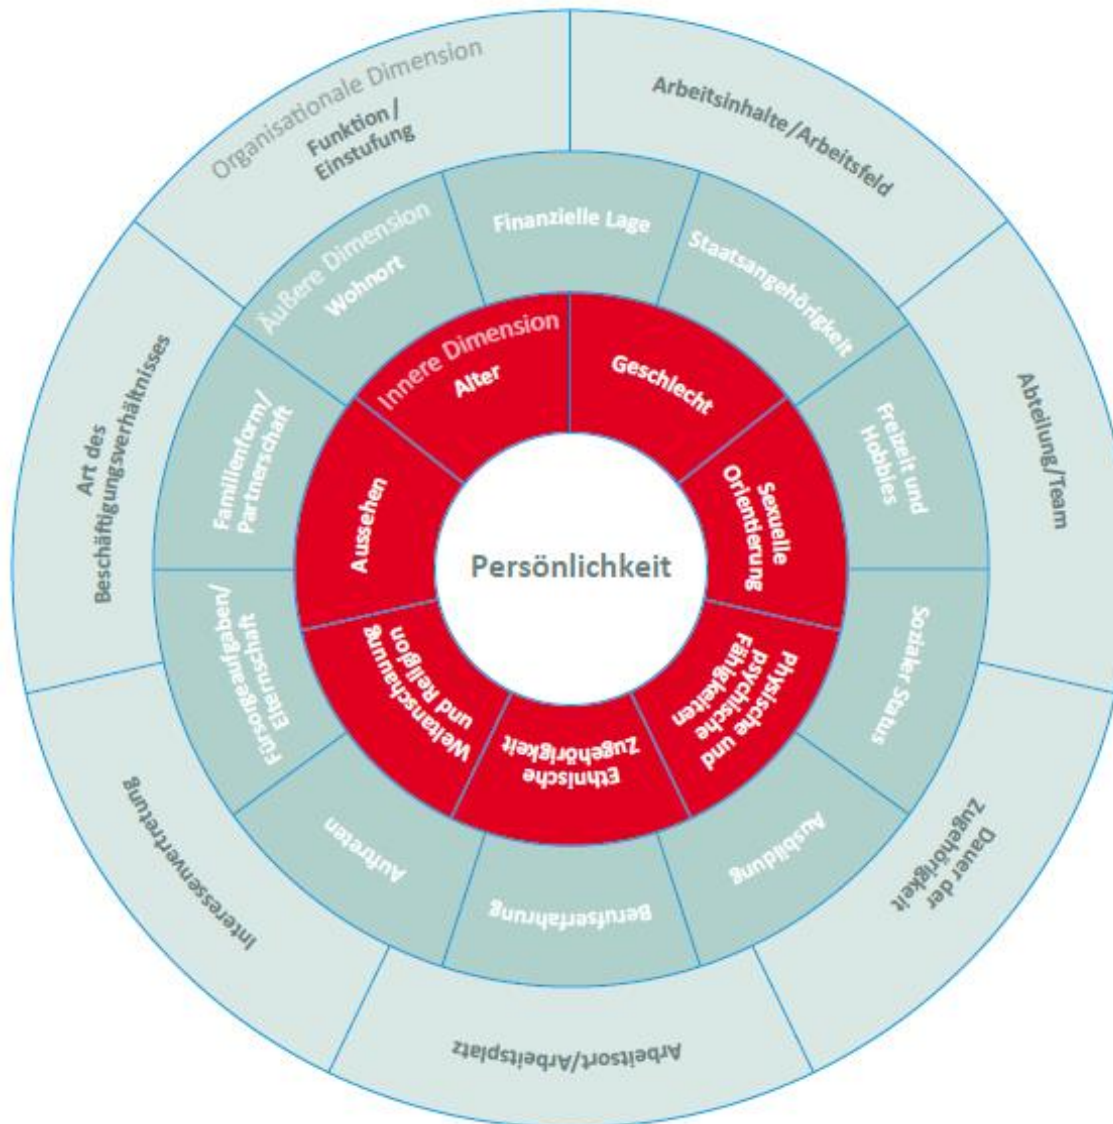 Organisationale Dimension
Funktion/
Einstufung
Arbeitsinhalte/Arbeitsfeld
Abteilung/Team
Dauer der
Zugehörigkeit
Arbeitsort/Arbeitsplatz
Interessenvertretung
Art des
Beschäftigungsverhältnisses
Äußere Dimension
Wohnort
Finanzielle Lage
Staatsangehörigkeit
Freizeit und
Hobbies
Sozialer Status
Ausbildung
Berufserfahrung
Auftreten
Fürsorgeaufgaben/
Elternschaft
Familienform/
Partnerschaft
Innere Dimension
Alter
Geschlecht
Sexuelle
Orientierung
Physische und
psychische
Fähigkeiten
Ethnische
Zugehörigkeit
Weltanschauung
und Religion
Aussehen
Persönlichkeit